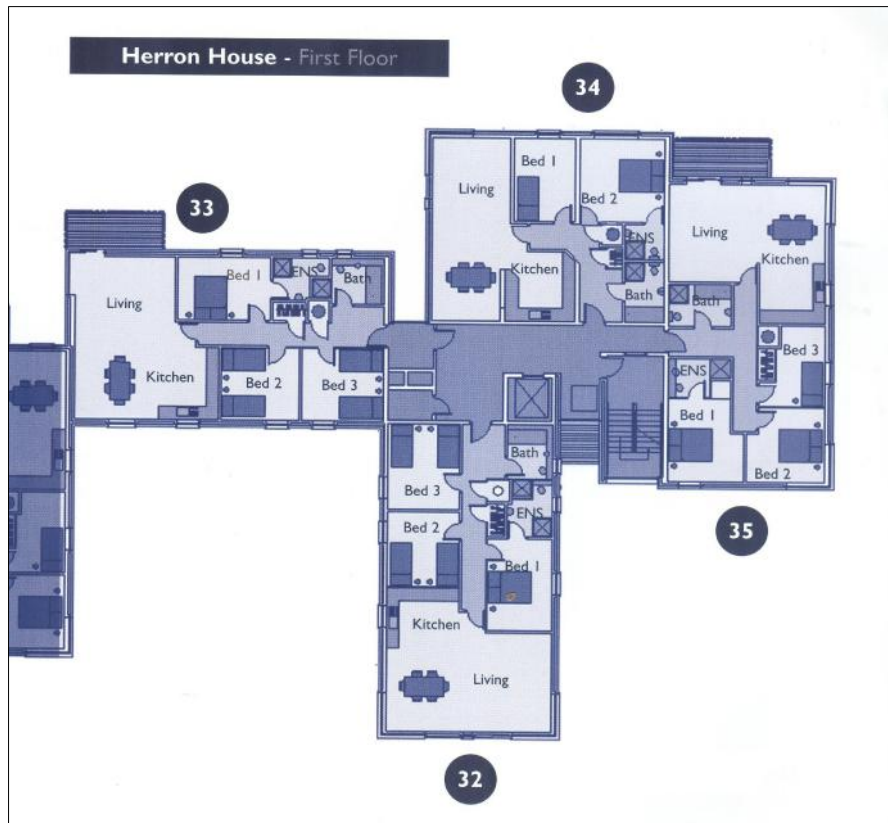 Herron House - First Floor
34
Bed 1
Bed 2
Living
ENS
Kitchen
Bath
33
Bed 1
ENS
Bath
Living
Kitchen
Bed 2
Bed 3
Living
Kitchen
Bath
Bed 3
ENS
Bed 1
Bed 2
35
Bath
Bed 3
ENS
Bed 2
Bed 1
Kitchen
Living
32